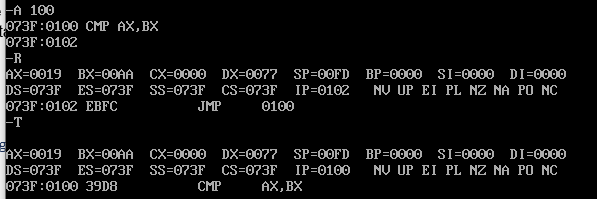 -A 100
073F:0100 CMP AX,BX
073F:0102
-R
AX=0019  BX=00AA  CX=0000  DX=0077  SP=00FD  BP=0000  SI=0000  DI=0000
DS=073F  ES=073F  SS=073F  CS=073F  IP=0102   NV UP EI PL NZ NA PO NC
073F:0102 EBFC          JMP     0100
-T
AX=0019  BX=00AA  CX=0000  DX=0077  SP=00FD  BP=0000  SI=0000  DI=0000
DS=073F  ES=073F  SS=073F  CS=073F  IP=0100   NV UP EI PL NZ NA PO NC
073F:0100 39D8          CMP     AX,BX